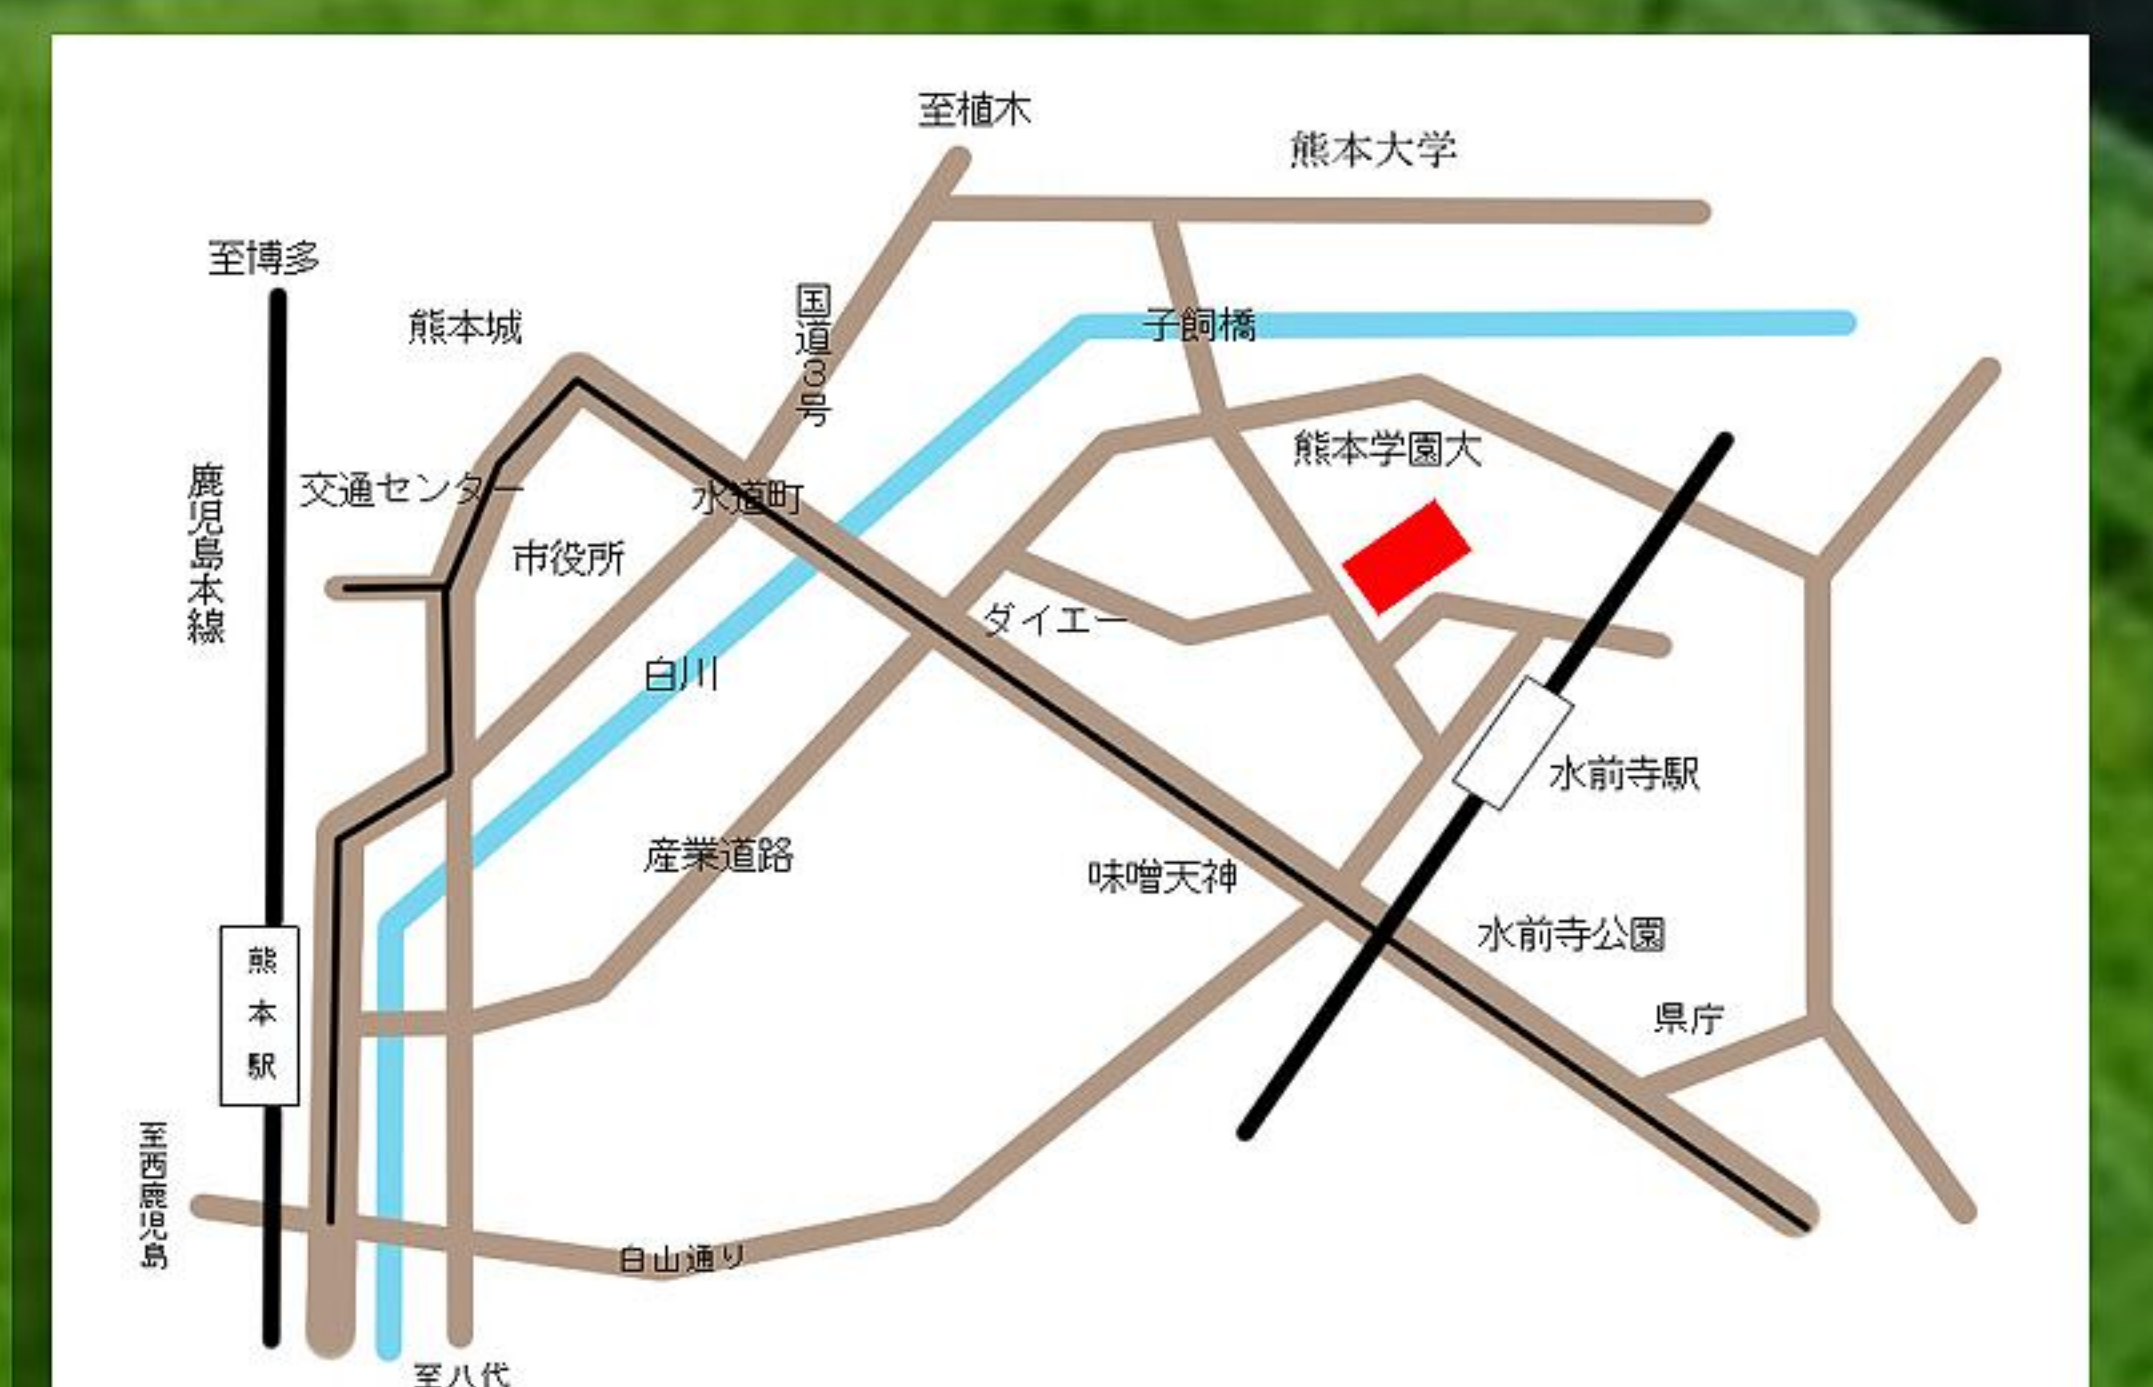 至植木
熊本大学
至博多
熊本城
国道3号
子飼橋
熊本学園大
鹿児島本線
交通センター
水道町
市役所
ダイエー
白川
水前寺駅
産業道路
味噌天神
水前寺公園
熊本駅
県庁
至西鹿児島
白山通り
至八代